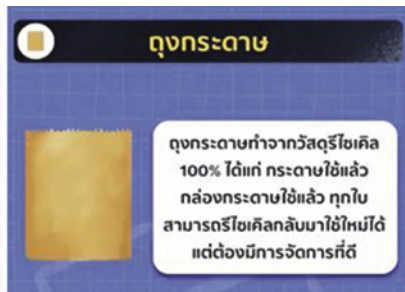 ถุงกระดาษ
ถุงกระดาษทำจากวัสดุรีไซเคิล
100% ได้แก่ กระดาษใช้แล้ว
กล่องกระดาษใช้แล้ว ทุกใบ
สามารถรีไซเคิลกลับมาใช้ใหม่ได้
แต่ต้องมีการจัดการที่ดี